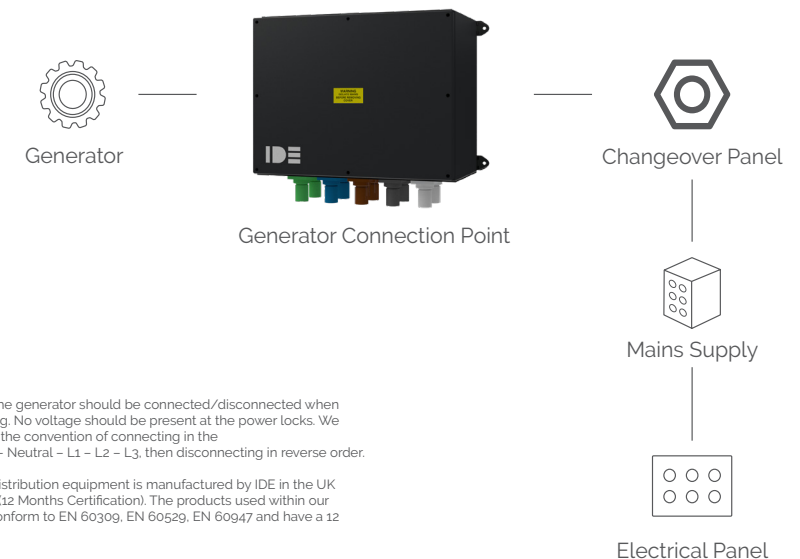 IDE
Generator
Generator Connection Point
Changeover Panel
Mains Supply
Electrical Panel
ne generator should be connected/disconnected when
g. No voltage should be present at the power locks. We
the convention of connecting in the
– Neutral – L1 – L2 – L3, then disconnecting in reverse order.
istribution equipment is manufactured by IDE in the UK
(12 Months Certification). The products used within our
onform to EN 60309, EN 60529, EN 60947 and have a 12